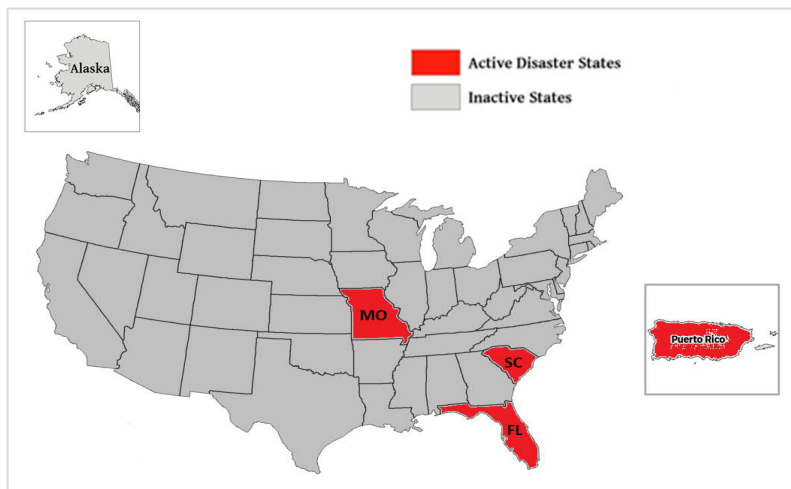 Alaska
Active Disaster States
Inactive States
MO
SC
FL
Puerto Rico